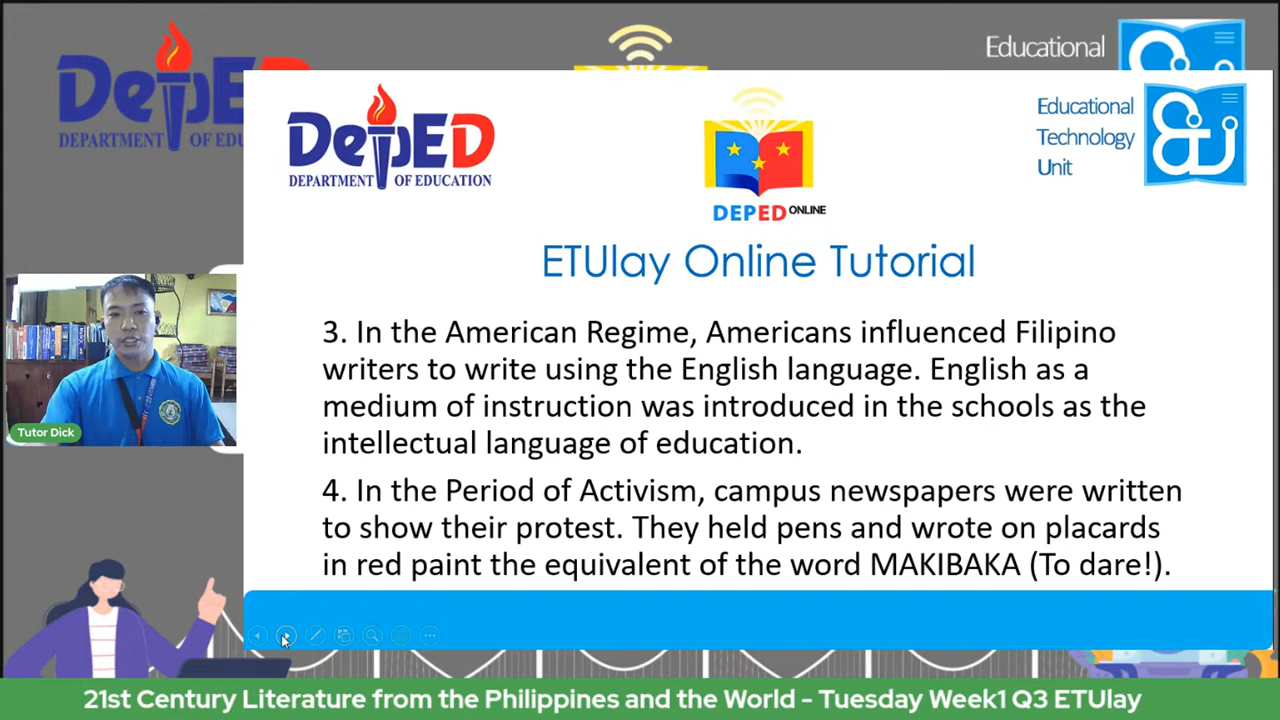 DepED
DEPARTMENT OF EDU
Educational
DepED
DEPARTMENT OF EDUCATION
DEPED ONLINE
Educational
Technology
Unit
ETUlay Online Tutorial
3. In the American Regime, Americans influenced Filipino
writers to write using the English language. English as a
medium of instruction was introduced in the schools as the
intellectual language of education.
4. In the Period of Activism, campus newspapers were written
to show their protest. They held pens and wrote on placards
in red paint the equivalent of the word MAKIBAKA (To dare!).
Tutor Dick
21st Century Literature from the Philippines and the World - Tuesday Week1 Q3 ETUlay